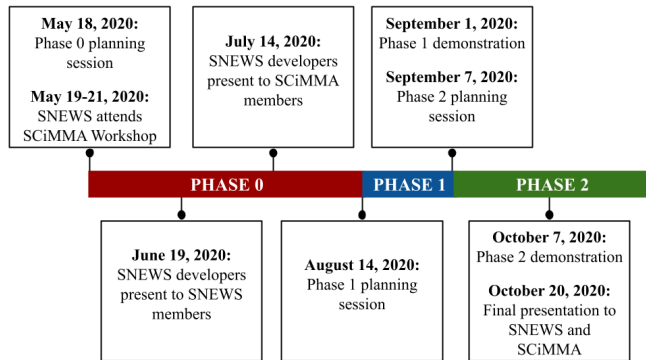 May 18, 2020:
Phase 0 planning
session
May 19-21, 2020:
SNEWS attends
SCiMMA Workshop
July 14, 2020:
SNEWS developers
present to SCiMMA
members
September 1, 2020:
Phase 1 demonstration
September 7, 2020:
Phase 2 planning
session
PHASE 0
PHASE 1
PHASE 2
June 19, 2020:
SNEWS developers
present to SNEWS
members
August 14, 2020:
Phase 1 planning
session
October 7, 2020:
Phase 2 demonstration
October 20, 2020:
Final presentation to
SNEWS and
SCiMMA